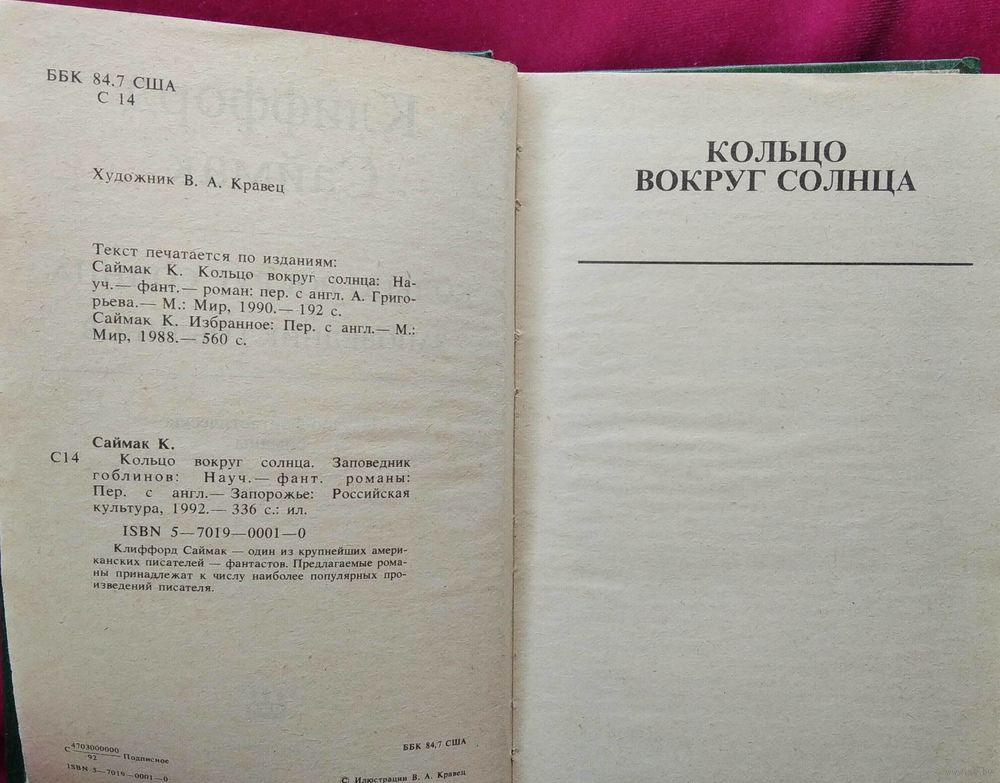 ББК 84.7 США
С 14
Художник В. А. Кравец
Текст печатается по изданиям:
Саймак К. Кольцо вокруг солнца: На-
уч.— фант.— роман: пер. с англ. А. Григо-
рьева.— М.: Мир, 1990.— 192 с.
Саймак К. Избранное: Пер. с англ.— М.:
Мир, 1988.— 560 с.
Саймак К.
С14
Кольцо вокруг солнца. Заповедник
гоблинов: Науч.— фант. романы:
Пер. с англ.— Запорожье: Российская
культура, 1992.— 336 с.: ил.
ISBN 5—7019—0001—0
Клиффорд Саймак — один из крупнейших амери-
канских писателей — фантастов. Предлагаемые рома-
ны принадлежат к числу наиболее популярных про-
изведений писателя.
4703000000
С
92
Подписное
ББК 84,7 США
ISBN 5—7019—0001—0
© Илюстрации В. А. Кравец
КОЛЬЦО
ВОКРУГ СОЛНЦА